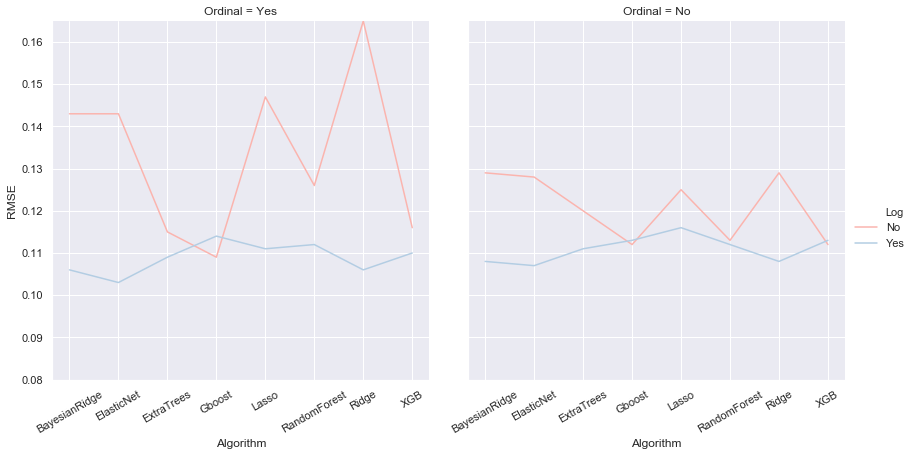 Ordinal = Yes
Ordinal = No
0.16
0.15
0.14
0.13
0.12
0.11
0.10
0.09
0.08
RMSE
BayesianRidge
ElasticNet
ExtraTrees
Gboost
Lasso
RandomForest
Ridge
XGB
Algorithm
BayesianRidge
ElasticNet
ExtraTrees
Gboost
Lasso
RandomForest
Ridge
XGB
Algorithm
Log
No
Yes